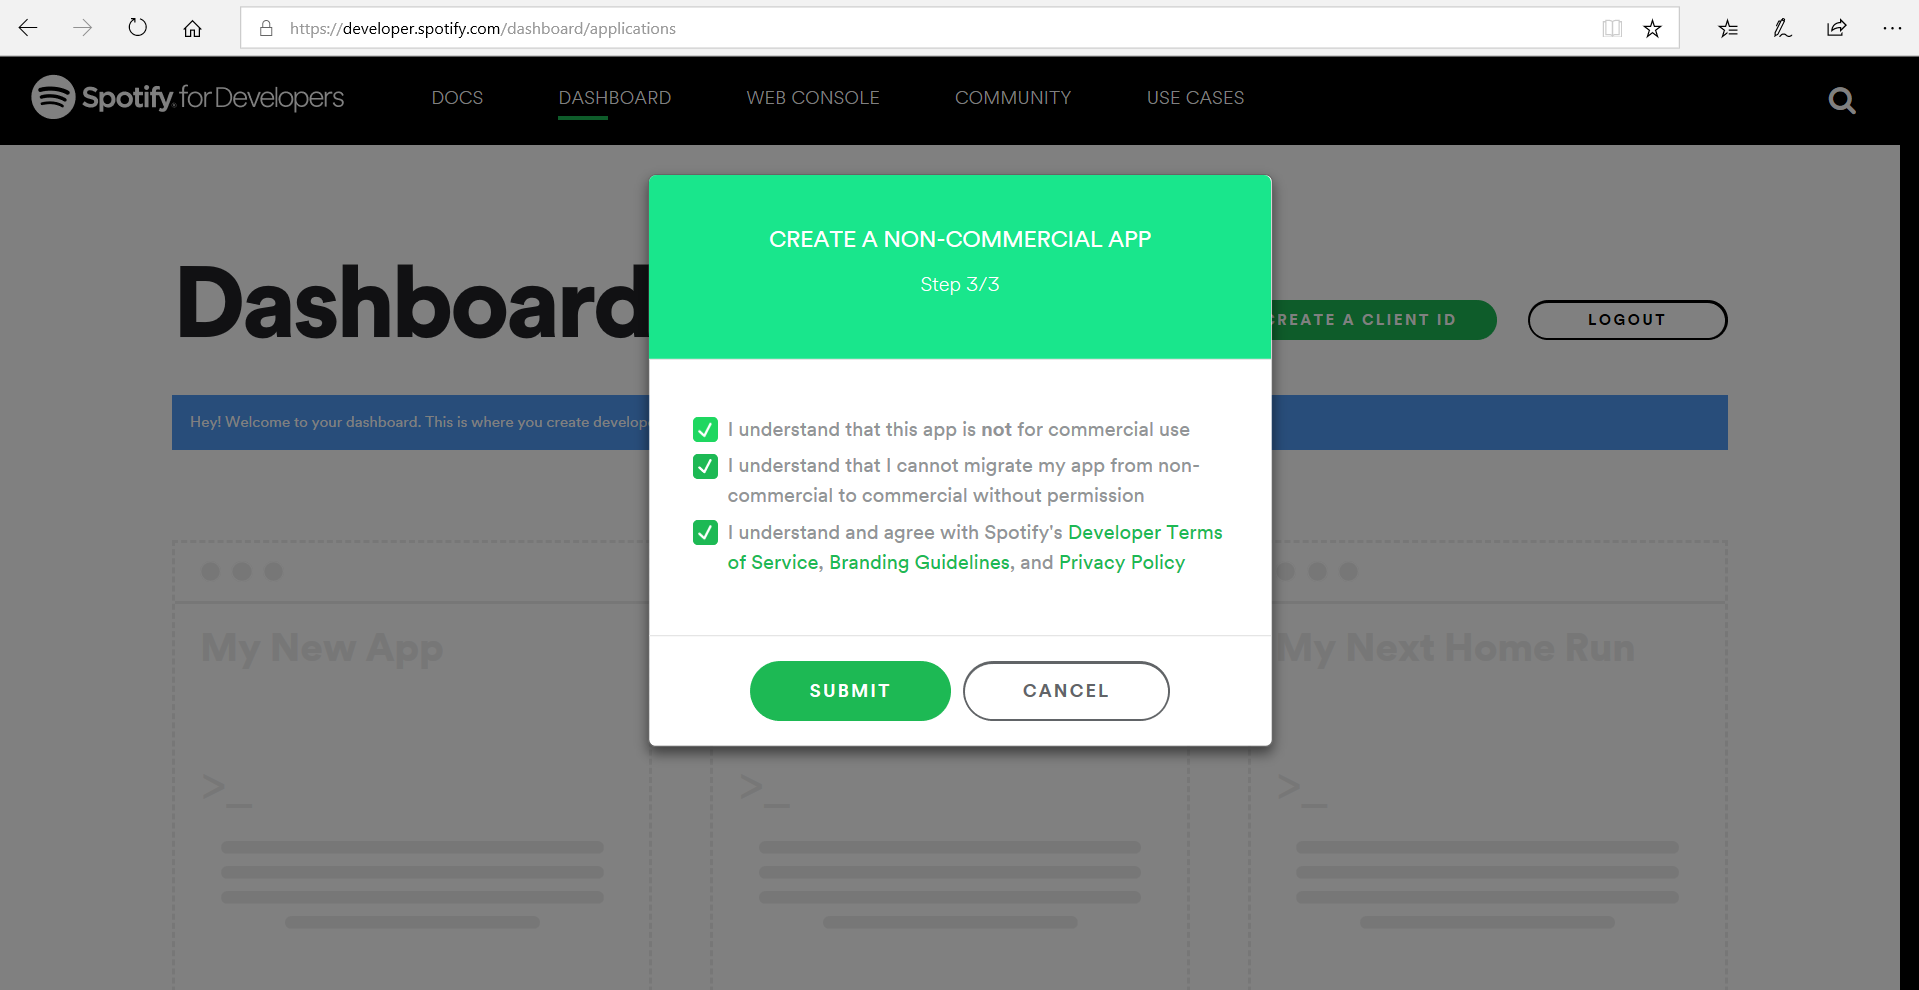 https://developer.spotify.com/dashboard/applications
Spotify for Developers
DOCS
DASHBOARD
WEB CONSOLE
COMMUNITY
USE CASES
CREATE A NON-COMMERCIAL APP
Step 3/3
Dashboard
CREATE A CLIENT ID
LOGOUT
Hey! Welcome to your dashboard. This is where you create
I understand that this app is not for commercial use
I understand that I cannot migrate my app from non-
commercial to commercial without permission
I understand and agree with Spotify's Developer Terms
of Service, Branding Guidelines, and Privacy Policy
My New App
My Next Home Run
SUBMIT
CANCEL
>_
>_
>_